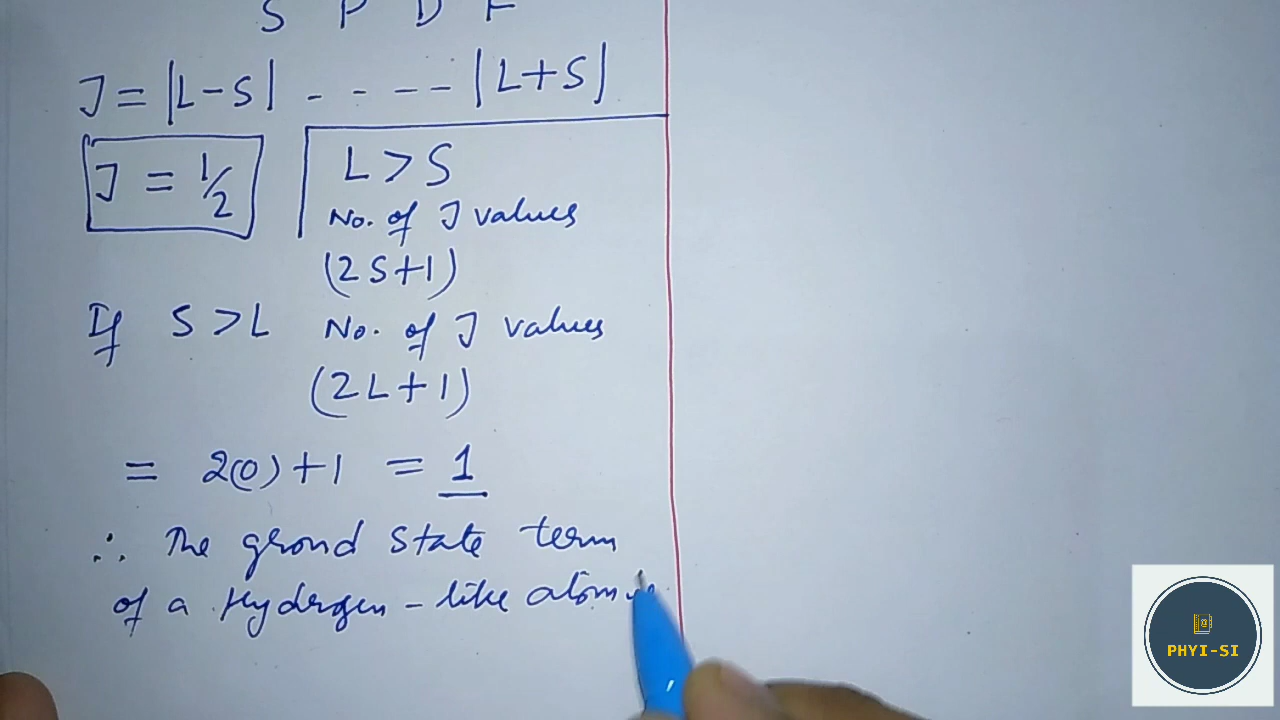 S P D F
J = |L-S| - - - - - |L+S|
J = 1/2
L > S
No. of J values
(2S+1)
If S > L No. of J values
(2L+1)
= 2(0)+1 = 1
∴ The grond state term
of a Hydrogen - like atom
PHYI-SI